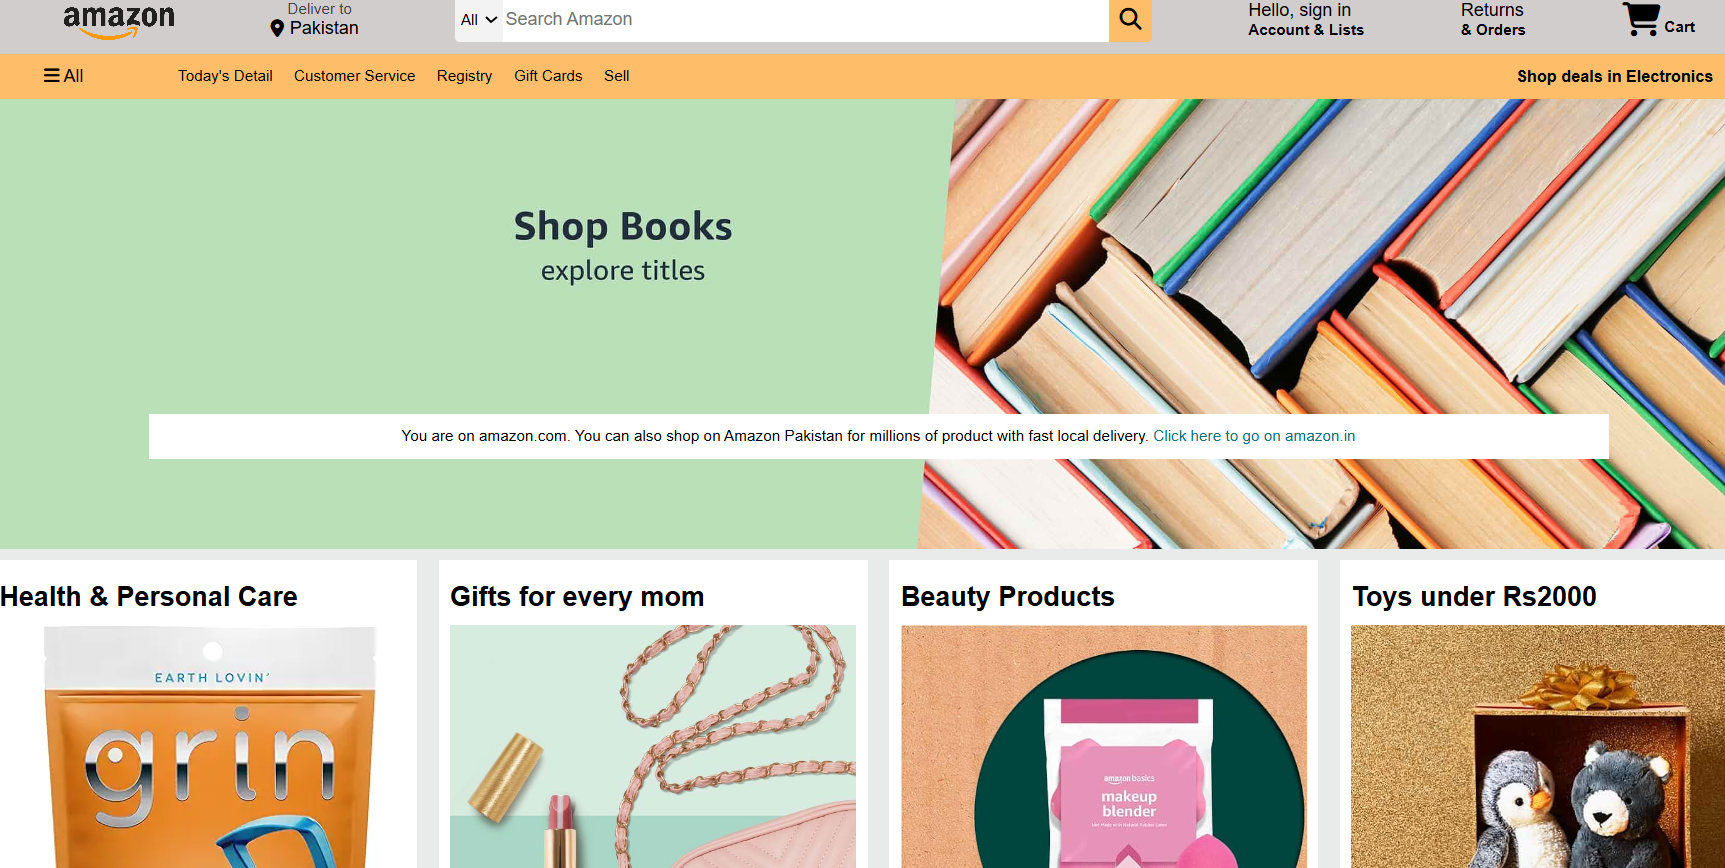 amazon
Deliver to
Pakistan
All
Search Amazon
Hello, sign in
Account & Lists
Returns
& Orders
Cart
All
Today's Detail
Customer Service
Registry
Gift Cards
Sell
Shop deals in Electronics
Shop Books
explore titles
You are on amazon.com. You can also shop on Amazon Pakistan for millions of product with fast local delivery. Click here to go on amazon.in
Health & Personal Care
Gifts for every mom
Beauty Products
Toys under Rs2000
EARTH LOVIN'
grin
amazon basics
makeup
blender